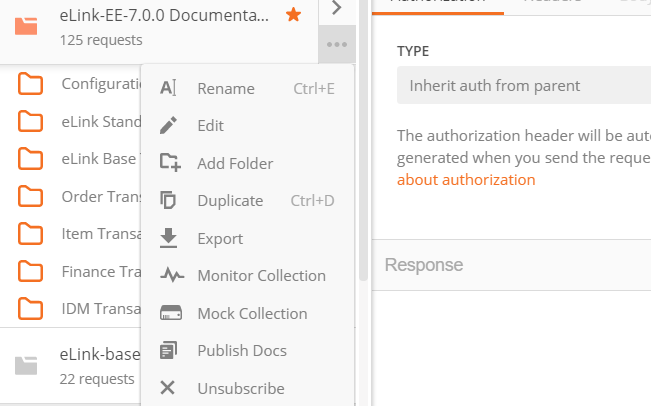 eLink-EE-7.0.0 Documenta...
125 requests
Configurati
eLink Stand
eLink Base
Order Trans
Item Transa
Finance Tra
IDM Transa
eLink-base
22 requests
Rename Ctrl+E
Edit
Add Folder
Duplicate Ctrl+D
Export
Monitor Collection
Mock Collection
Publish Docs
Unsubscribe
Authorization Headers
TYPE
Inherit auth from parent
The authorization header will be aut
generated when you send the reque
about authorization
Response